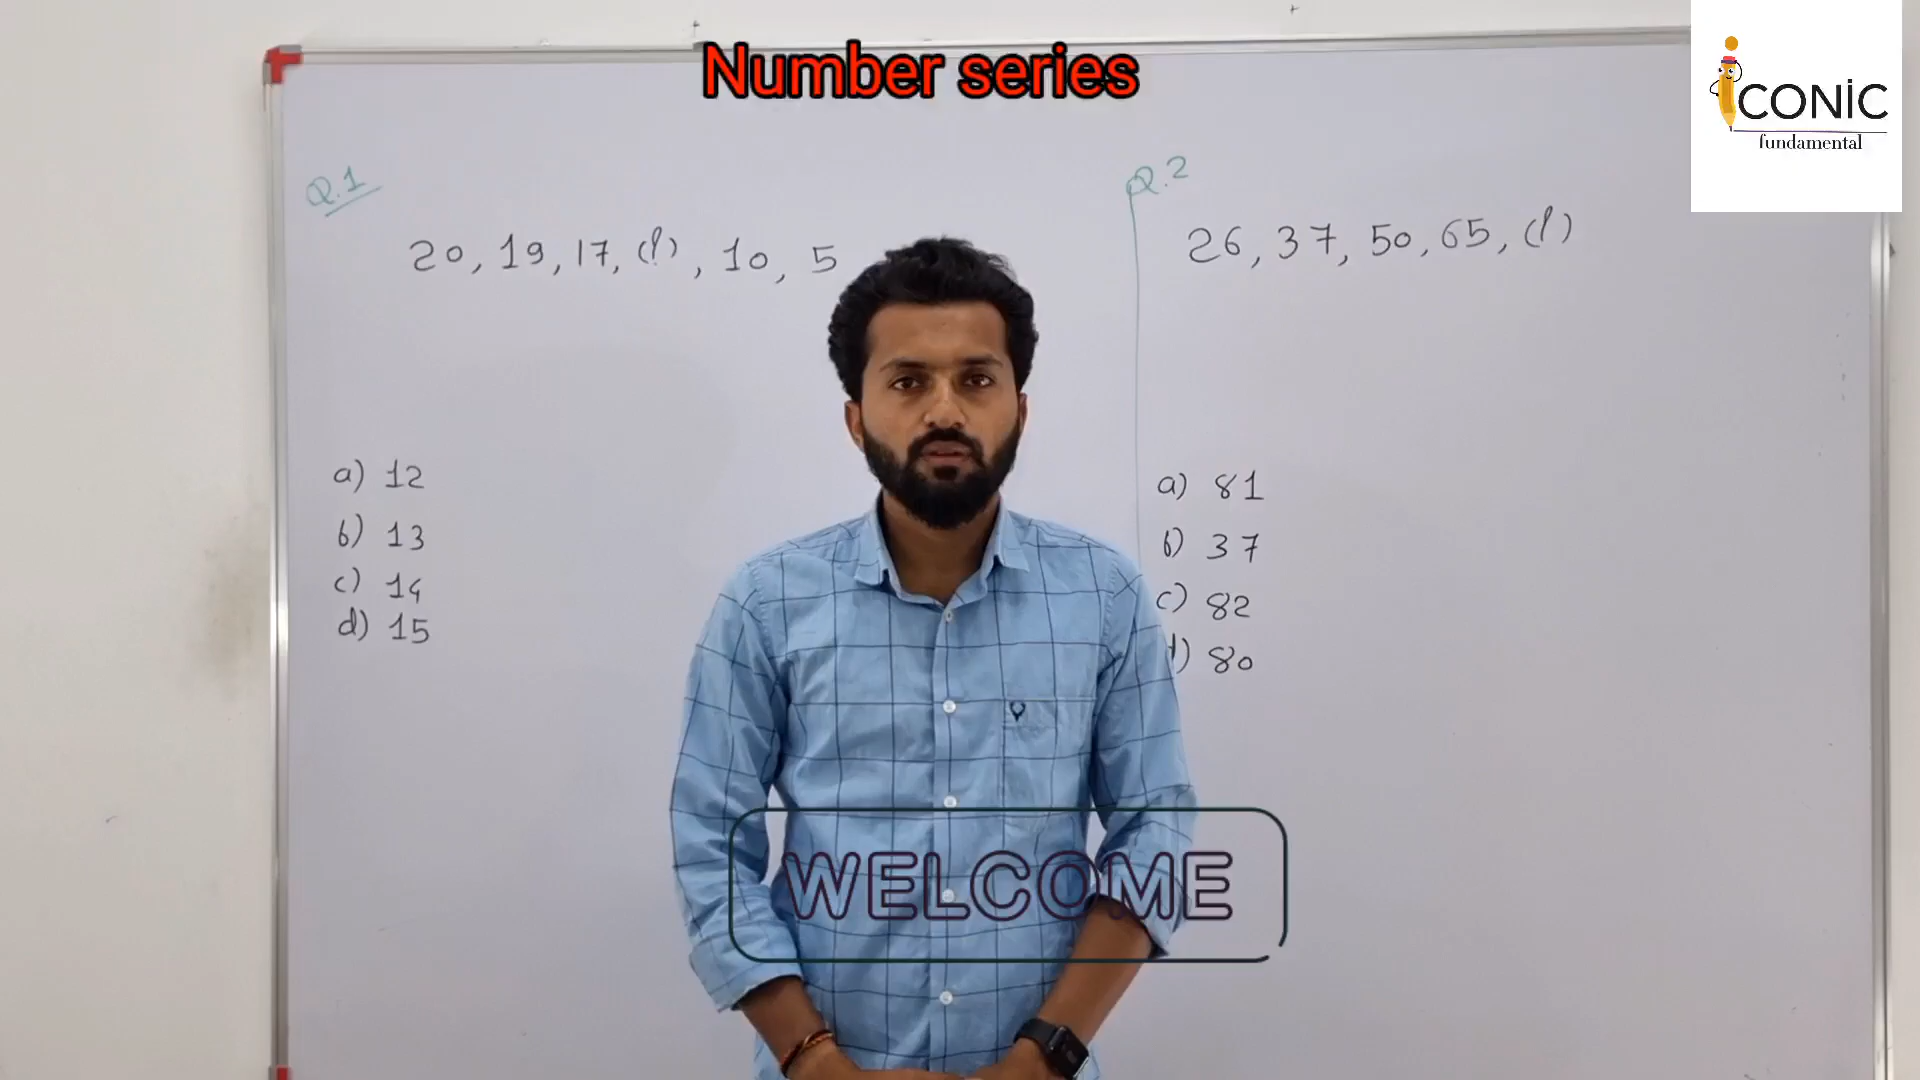 Number series
iCONiC
fundamental
Q.1
20, 19, 17, (?), 10, 5
a) 12
b) 13
c) 14
d) 15
Q.2
26, 37, 50, 65, (?)
a) 81
b) 37
c) 82
d) 80
WELCOME